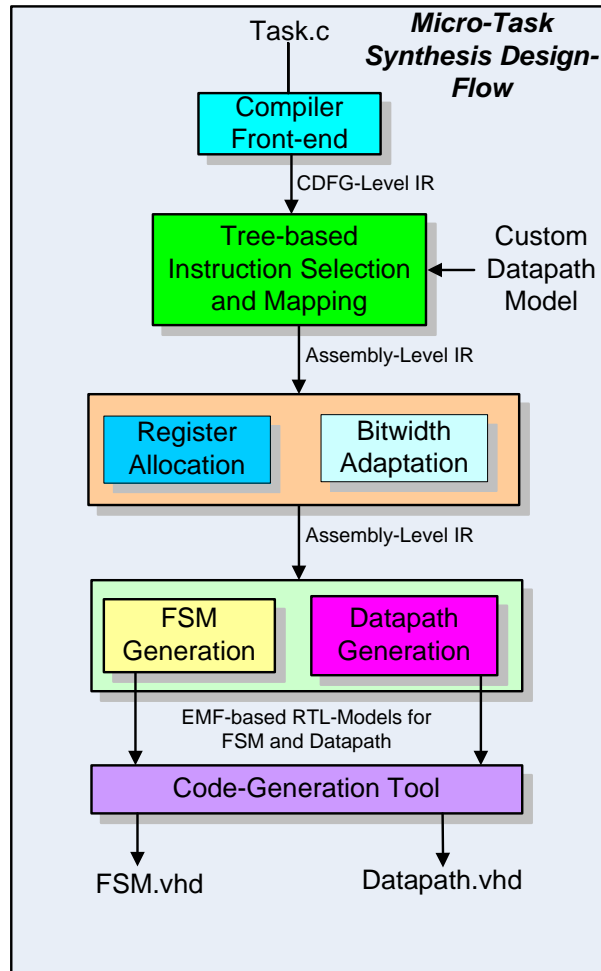 Micro-Task
Synthesis Design-
Flow
Task.c
Compiler
Front-end
CDFG-Level IR
Tree-based
Instruction Selection
and Mapping
Custom
Datapath
Model
Assembly-Level IR
Register
Allocation
Bitwidth
Adaptation
Assembly-Level IR
FSM
Generation
Datapath
Generation
EMF-based RTL-Models for
FSM and Datapath
Code-Generation Tool
FSM.vhd
Datapath.vhd